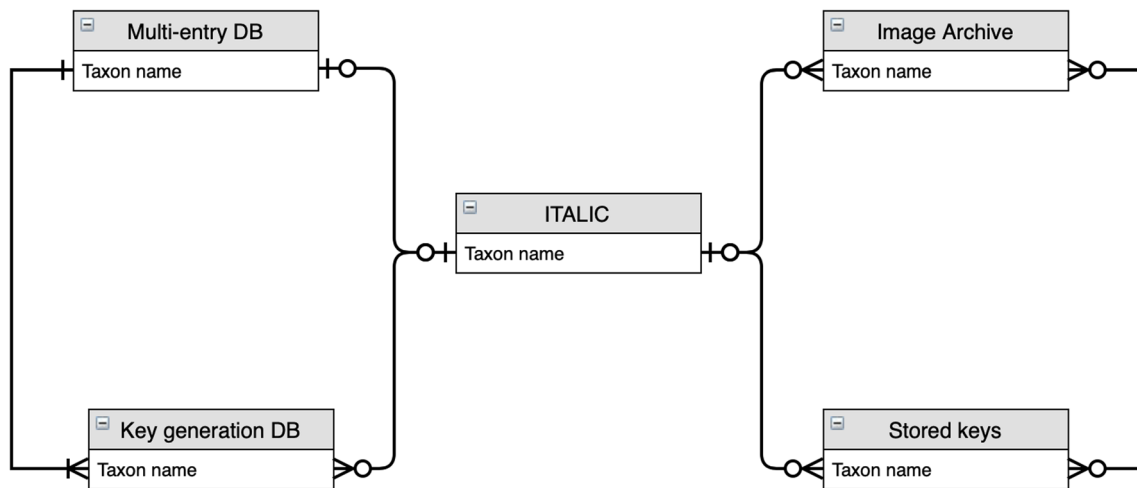 Multi-entry DB
Taxon name
Image Archive
Taxon name
ITALIC
Taxon name
Key generation DB
Taxon name
Stored keys
Taxon name